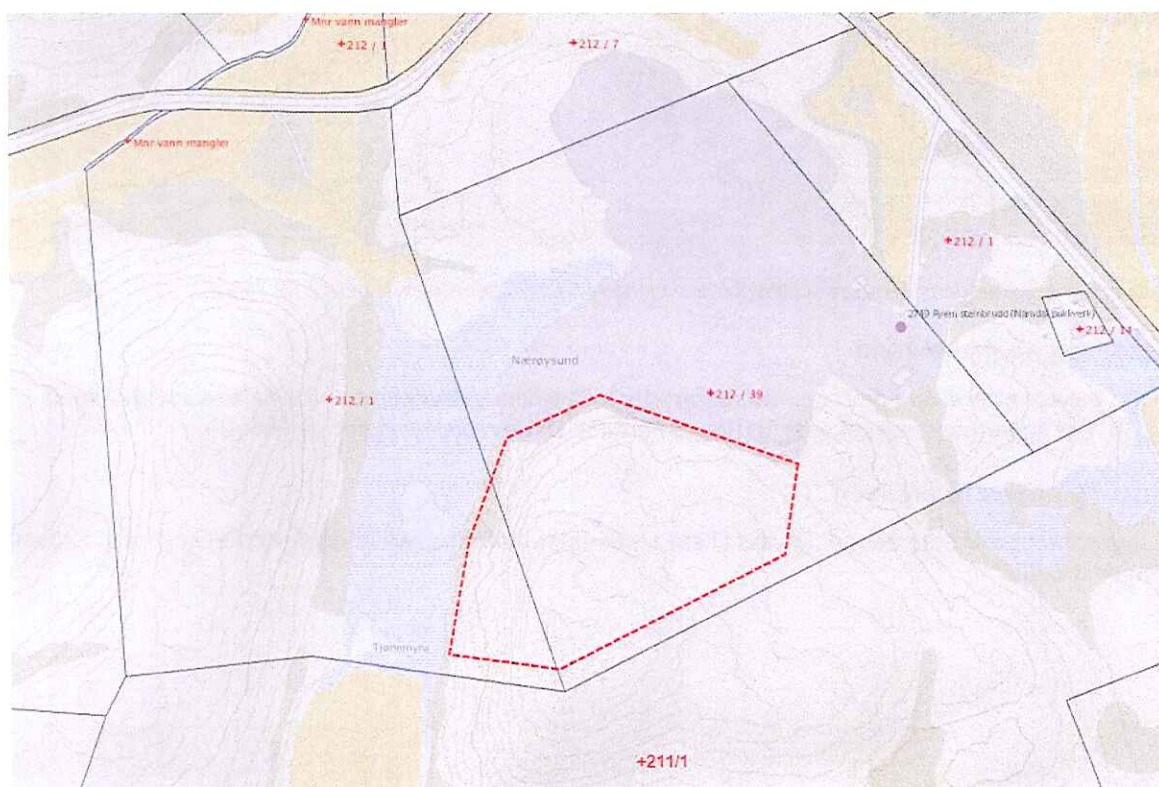 Mnr vann mangler
+212 / 1
+212 / 7
Mnr vann mangler
+212 / 1
+212 / 14
Nærøysund
+212 / 39
+212 / 1
Tjønnmyra
+211/1